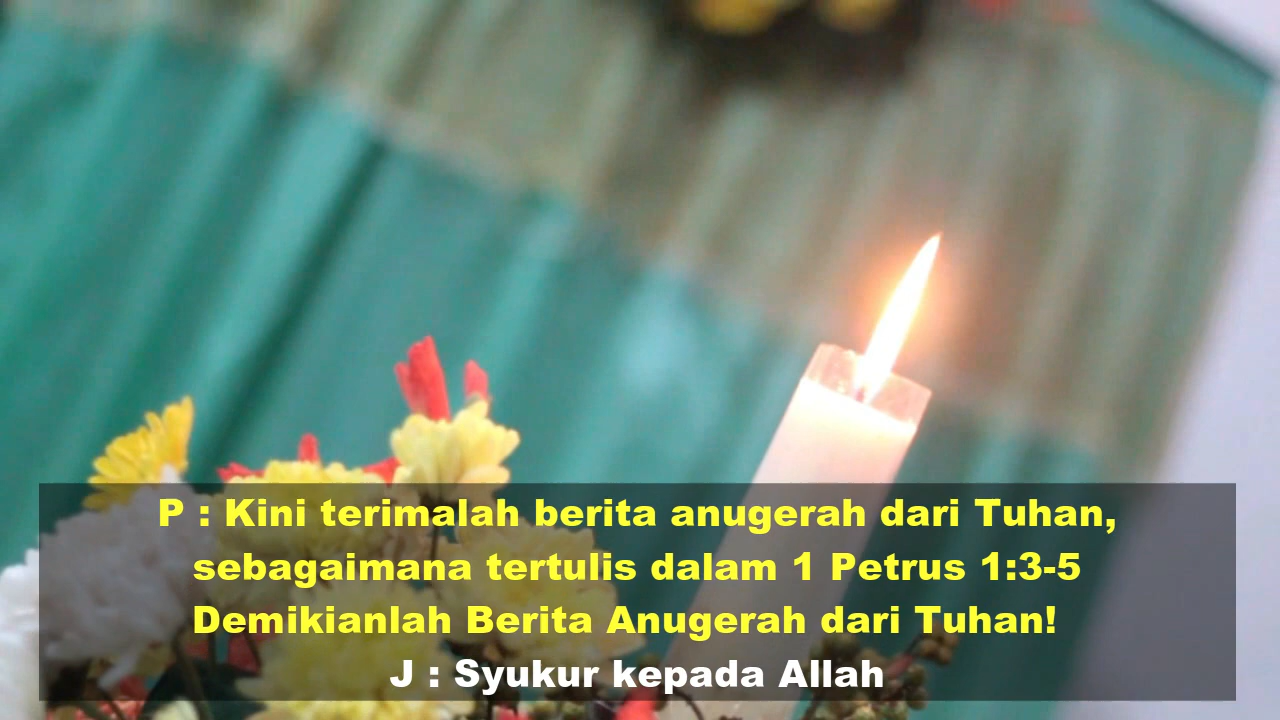 P : Kini terimalah berita anugerah dari Tuhan,
sebagaimana tertulis dalam 1 Petrus 1:3-5
Demikianlah Berita Anugerah dari Tuhan!
J : Syukur kepada Allah